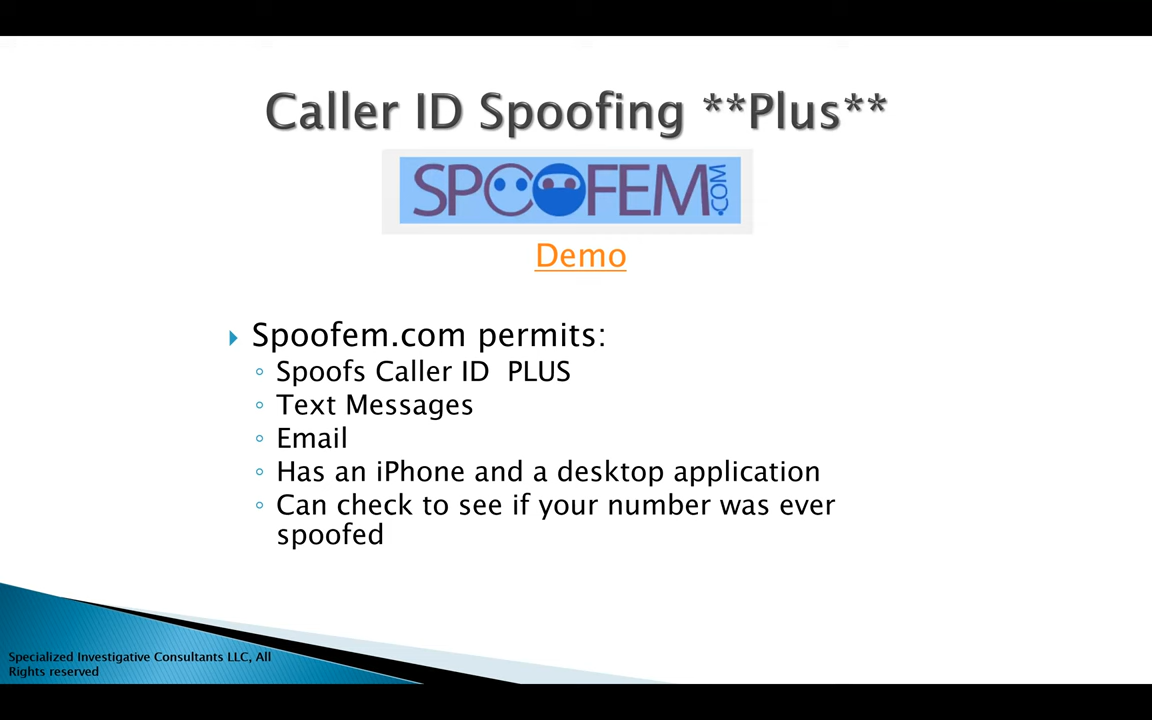 Caller ID Spoofing **Plus**
SPOOFEM.COM
Demo
Spoofem.com permits:
Spoofs Caller ID  PLUS
Text Messages
Email
Has an iPhone and a desktop application
Can check to see if your number was ever
spoofed
Specialized Investigative Consultants LLC, All
Rights reserved